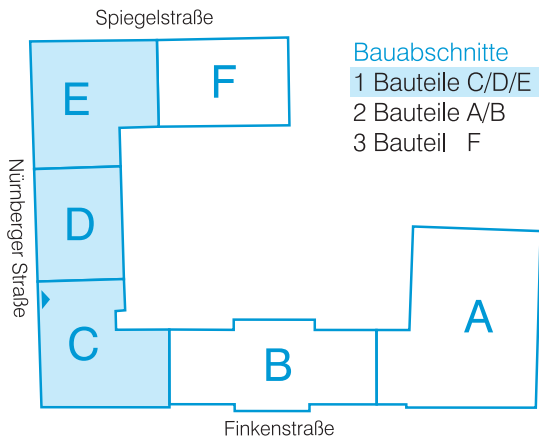 Spiegelstraße
E
F
Bauabschnitte
1 Bauteile C/D/E
2 Bauteile A/B
3 Bauteil F
Nürnberger Straße
D
C
B
A
Finkenstraße